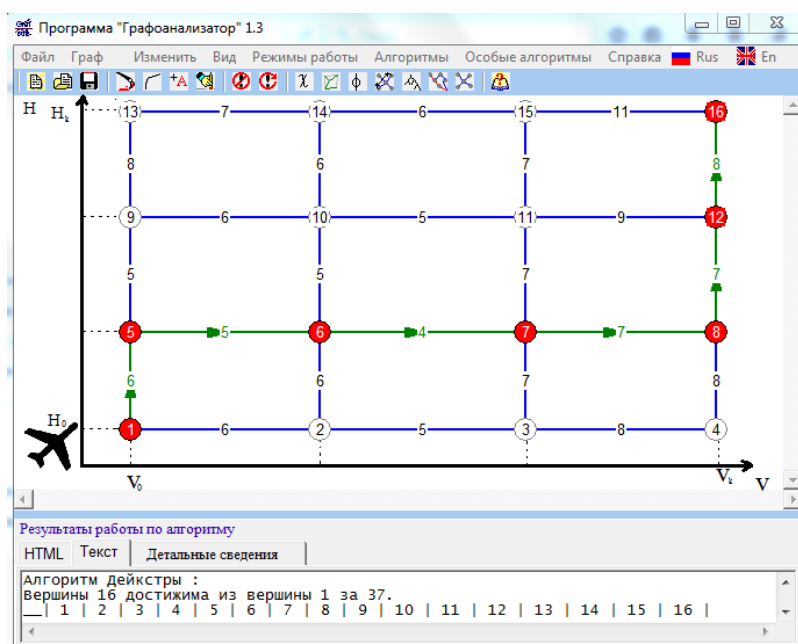 Программа "Графоанализатор" 1.3
Файл Граф Изменить Вид Режимы работы Алгоритмы Особые алгоритмы Справка Rus En
H Hk 13 7 14 6 15 11 16
8 6 7 8
9 6 10 5 11 9 12
5 5 7 7
5 5 6 4 7 7 8
6 6 7 8
H0 1 6 2 5 3 8 4
V0 Vk V
Результаты работы по алгоритму
HTML Текст Детальные сведения
Алгоритм Дейкстры :
Вершины 16 достижима из вершины 1 за 37.
__| 1 | 2 | 3 | 4 | 5 | 6 | 7 | 8 | 9 | 10 | 11 | 12 | 13 | 14 | 15 | 16 |